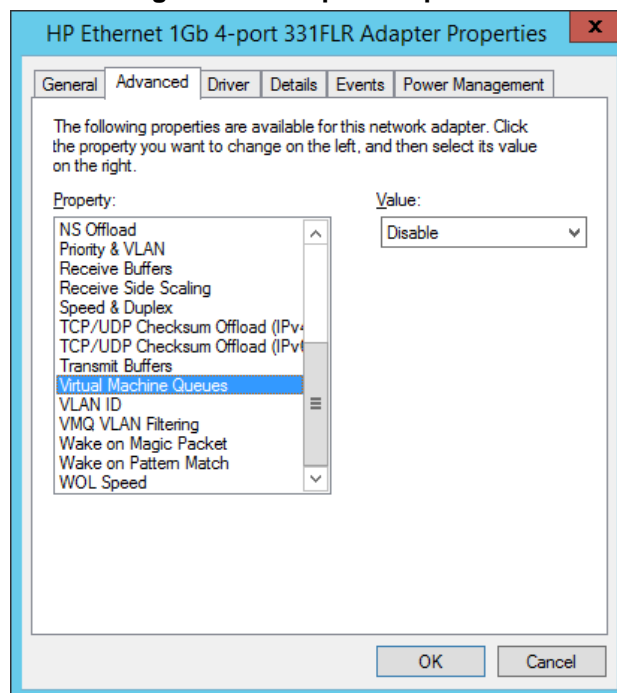 HP Ethernet 1Gb 4-port 331FLR Adapter Properties
x
General Advanced Driver Details Events Power Management
The following properties are available for this network adapter. Click
the property you want to change on the left, and then select its value
on the right.
Property:
Value:
NS Offload
Disable
Priority & VLAN
Receive Buffers
Receive Side Scaling
Speed & Duplex
TCP/UDP Checksum Offload (IPv4
TCP/UDP Checksum Offload (IPv6
Transmit Buffers
Virtual Machine Queues
VLAN ID
VMQ VLAN Filtering
Wake on Magic Packet
Wake on Pattern Match
WOL Speed
OK Cancel